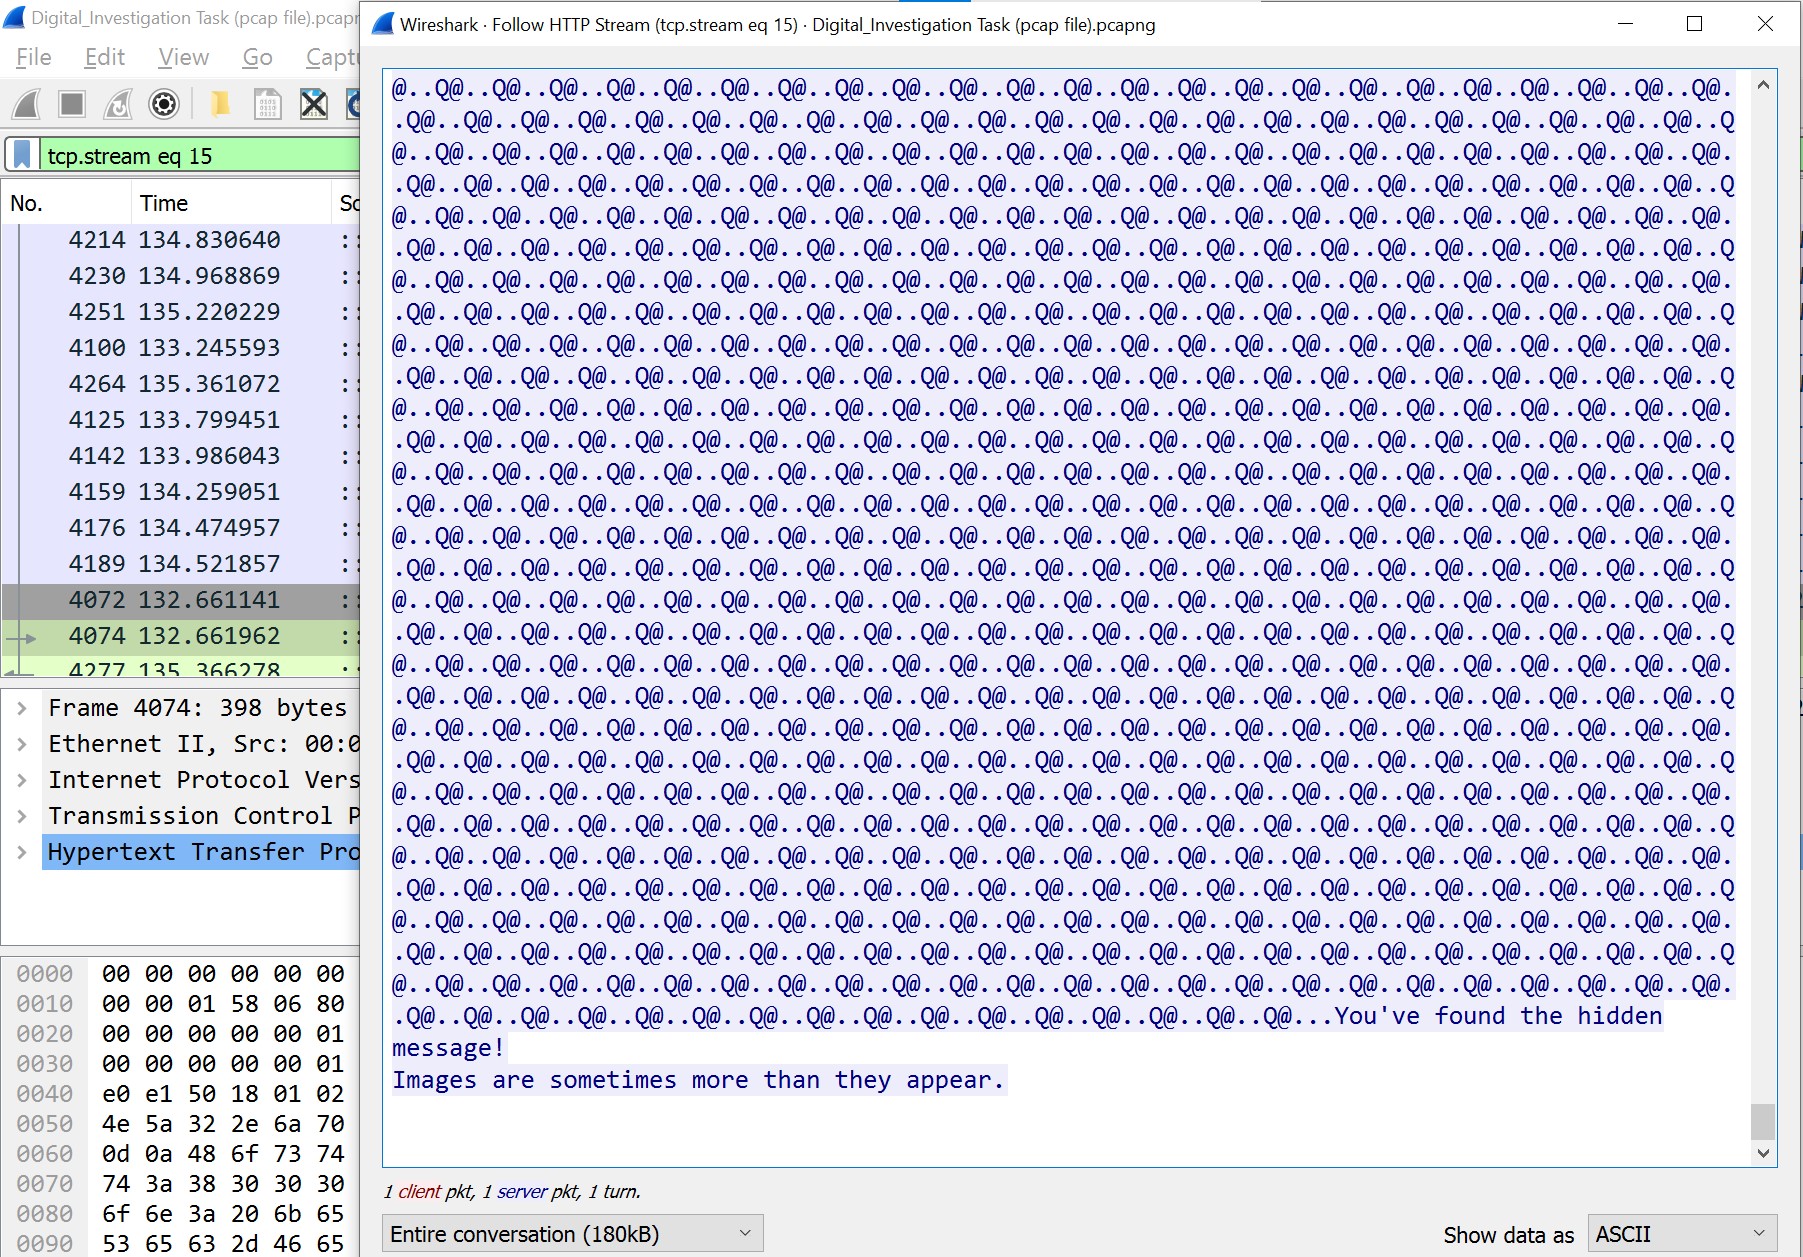 Digital_Investigation Task (pcap file).pcapn
File Edit View Go Captu
tcp.stream eq 15
No. Time Sc
4214 134.830640 ::
4230 134.968869 ::
4251 135.220229 ::
4100 133.245593 ::
4264 135.361072 ::
4125 133.799451 ::
4142 133.986043 ::
4159 134.259051 ::
4176 134.474957 ::
4189 134.521857 ::
4072 132.661141 ::
4074 132.661962 ::
4277 135.366278 ::
Frame 4074: 398 bytes
Ethernet II, Src: 00:0
Internet Protocol Vers
Transmission Control P
Hypertext Transfer Pro
0000 00 00 00 00 00 00
0010 00 00 01 58 06 80
0020 00 00 00 00 00 01
0030 00 00 00 00 00 01
0040 e0 e1 50 18 01 02
0050 4e 5a 32 2e 6a 70
0060 0d 0a 48 6f 73 74
0070 74 3a 38 30 30 30
0080 6f 6e 3a 20 6b 65
0090 53 65 63 2d 46 65
Wireshark · Follow HTTP Stream (tcp.stream eq 15) · Digital_Investigation Task (pcap file).pcapng
@..Q@..Q@..Q@..Q@..Q@..Q@..Q@..Q@..Q@..Q@..Q@..Q@..Q@..Q@..Q@..Q@..Q@..Q@..Q@..Q@..Q@..Q@..Q@.
.Q@..Q@..Q@..Q@..Q@..Q@..Q@..Q@..Q@..Q@..Q@..Q@..Q@..Q@..Q@..Q@..Q@..Q@..Q@..Q@..Q@..Q@..Q@..Q
@..Q@..Q@..Q@..Q@..Q@..Q@..Q@..Q@..Q@..Q@..Q@..Q@..Q@..Q@..Q@..Q@..Q@..Q@..Q@..Q@..Q@..Q@..Q@.
.Q@..Q@..Q@..Q@..Q@..Q@..Q@..Q@..Q@..Q@..Q@..Q@..Q@..Q@..Q@..Q@..Q@..Q@..Q@..Q@..Q@..Q@..Q@..Q
@..Q@..Q@..Q@..Q@..Q@..Q@..Q@..Q@..Q@..Q@..Q@..Q@..Q@..Q@..Q@..Q@..Q@..Q@..Q@..Q@..Q@..Q@..Q@.
.Q@..Q@..Q@..Q@..Q@..Q@..Q@..Q@..Q@..Q@..Q@..Q@..Q@..Q@..Q@..Q@..Q@..Q@..Q@..Q@..Q@..Q@..Q@..Q
@..Q@..Q@..Q@..Q@..Q@..Q@..Q@..Q@..Q@..Q@..Q@..Q@..Q@..Q@..Q@..Q@..Q@..Q@..Q@..Q@..Q@..Q@..Q@.
.Q@..Q@..Q@..Q@..Q@..Q@..Q@..Q@..Q@..Q@..Q@..Q@..Q@..Q@..Q@..Q@..Q@..Q@..Q@..Q@..Q@..Q@..Q@..Q
@..Q@..Q@..Q@..Q@..Q@..Q@..Q@..Q@..Q@..Q@..Q@..Q@..Q@..Q@..Q@..Q@..Q@..Q@..Q@..Q@..Q@..Q@..Q@.
.Q@..Q@..Q@..Q@..Q@..Q@..Q@..Q@..Q@..Q@..Q@..Q@..Q@..Q@..Q@..Q@..Q@..Q@..Q@..Q@..Q@..Q@..Q@..Q
@..Q@..Q@..Q@..Q@..Q@..Q@..Q@..Q@..Q@..Q@..Q@..Q@..Q@..Q@..Q@..Q@..Q@..Q@..Q@..Q@..Q@..Q@..Q@.
.Q@..Q@..Q@..Q@..Q@..Q@..Q@..Q@..Q@..Q@..Q@..Q@..Q@..Q@..Q@..Q@..Q@..Q@..Q@..Q@..Q@..Q@..Q@..Q
@..Q@..Q@..Q@..Q@..Q@..Q@..Q@..Q@..Q@..Q@..Q@..Q@..Q@..Q@..Q@..Q@..Q@..Q@..Q@..Q@..Q@..Q@..Q@.
.Q@..Q@..Q@..Q@..Q@..Q@..Q@..Q@..Q@..Q@..Q@..Q@..Q@..Q@..Q@..Q@..Q@..Q@..Q@..Q@..Q@..Q@..Q@..Q
@..Q@..Q@..Q@..Q@..Q@..Q@..Q@..Q@..Q@..Q@..Q@..Q@..Q@..Q@..Q@..Q@..Q@..Q@..Q@..Q@..Q@..Q@..Q@.
.Q@..Q@..Q@..Q@..Q@..Q@..Q@..Q@..Q@..Q@..Q@..Q@..Q@..Q@..Q@..Q@..Q@..Q@..Q@..Q@..Q@..Q@..Q@..Q
@..Q@..Q@..Q@..Q@..Q@..Q@..Q@..Q@..Q@..Q@..Q@..Q@..Q@..Q@..Q@..Q@..Q@..Q@..Q@..Q@..Q@..Q@..Q@.
.Q@..Q@..Q@..Q@..Q@..Q@..Q@..Q@..Q@..Q@..Q@..Q@..Q@..Q@..Q@..Q@..Q@..Q@..Q@..Q@..Q@..Q@..Q@..Q
@..Q@..Q@..Q@..Q@..Q@..Q@..Q@..Q@..Q@..Q@..Q@..Q@..Q@..Q@..Q@..Q@..Q@..Q@..Q@..Q@..Q@..Q@..Q@.
.Q@..Q@..Q@..Q@..Q@..Q@..Q@..Q@..Q@..Q@..Q@..Q@..Q@..Q@..Q@..Q@..Q@..Q@..Q@..Q@..Q@..Q@..Q@..Q
@..Q@..Q@..Q@..Q@..Q@..Q@..Q@..Q@..Q@..Q@..Q@..Q@..Q@..Q@..Q@..Q@..Q@..Q@..Q@..Q@..Q@..Q@..Q@.
.Q@..Q@..Q@..Q@..Q@..Q@..Q@..Q@..Q@..Q@..Q@..Q@..Q@..Q@..Q@..Q@..Q@..Q@..Q@..Q@..Q@..Q@..Q@..Q
@..Q@..Q@..Q@..Q@..Q@..Q@..Q@..Q@..Q@..Q@..Q@..Q@..Q@..Q@..Q@..Q@..Q@..Q@..Q@..Q@..Q@..Q@..Q@.
.Q@..Q@..Q@..Q@..Q@..Q@..Q@..Q@..Q@..Q@..Q@..Q@..Q@..Q@..Q@..Q@..Q@..Q@..Q@..Q@..Q@..Q@..Q@..Q
@..Q@..Q@..Q@..Q@..Q@..Q@..Q@..Q@..Q@..Q@..Q@..Q@..Q@..Q@..Q@..Q@..Q@..Q@..Q@..Q@..Q@..Q@..Q@.
.Q@..Q@..Q@..Q@..Q@..Q@..Q@..Q@..Q@..Q@..Q@..Q@..Q@..Q@..Q@..Q@..Q@..Q@..Q@..Q@..Q@..Q@..Q@..Q
@..Q@..Q@..Q@..Q@..Q@..Q@..Q@..Q@..Q@..Q@..Q@..Q@..Q@..Q@..Q@..Q@..Q@..Q@..Q@..Q@..Q@..Q@..Q@.
.Q@..Q@..Q@..Q@..Q@..Q@..Q@..Q@..Q@..Q@..Q@..Q@..Q@..Q@..Q@..Q@..Q@..Q@..Q@..Q@..Q@..Q@..Q@..Q
@..Q@..Q@..Q@..Q@..Q@..Q@..Q@..Q@..Q@..Q@..Q@..Q@..Q@..Q@..Q@..Q@..Q@..Q@..Q@..Q@..Q@..Q@..Q@.
.Q@..Q@..Q@..Q@..Q@..Q@..Q@..Q@..Q@..Q@..Q@..Q@..Q@..Q@..Q@..Q@...You've found the hidden
message!
Images are sometimes more than they appear.
1 client pkt, 1 server pkt, 1 turn.
Entire conversation (180kB) Show data as ASCII